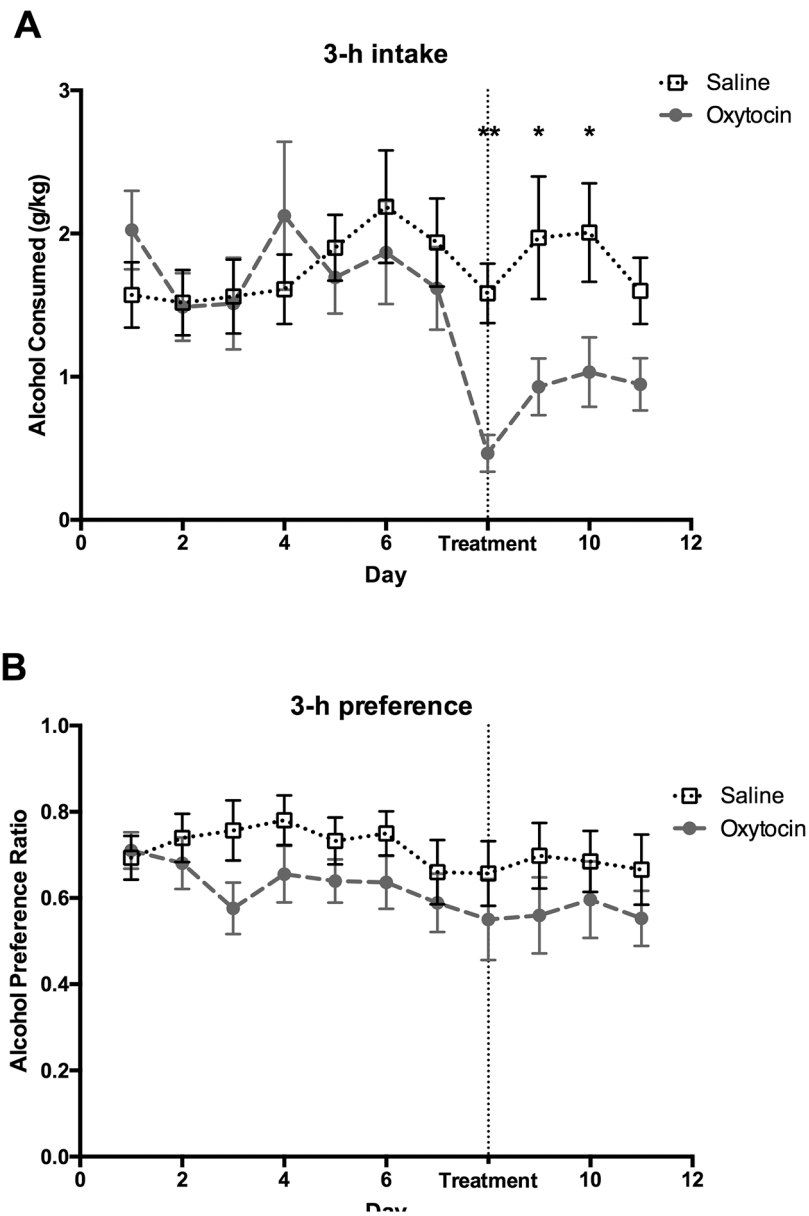 A
3-h intake
Saline
Oxytocin
** * *
Alcohol Consumed (g/kg)
3
2
1
0
0 2 4 6 Treatment 10 12
Day
B
3-h preference
Saline
Oxytocin
Alcohol Preference Ratio
1.0
0.8
0.6
0.4
0.2
0.0
0 2 4 6 Treatment 10 12
Day